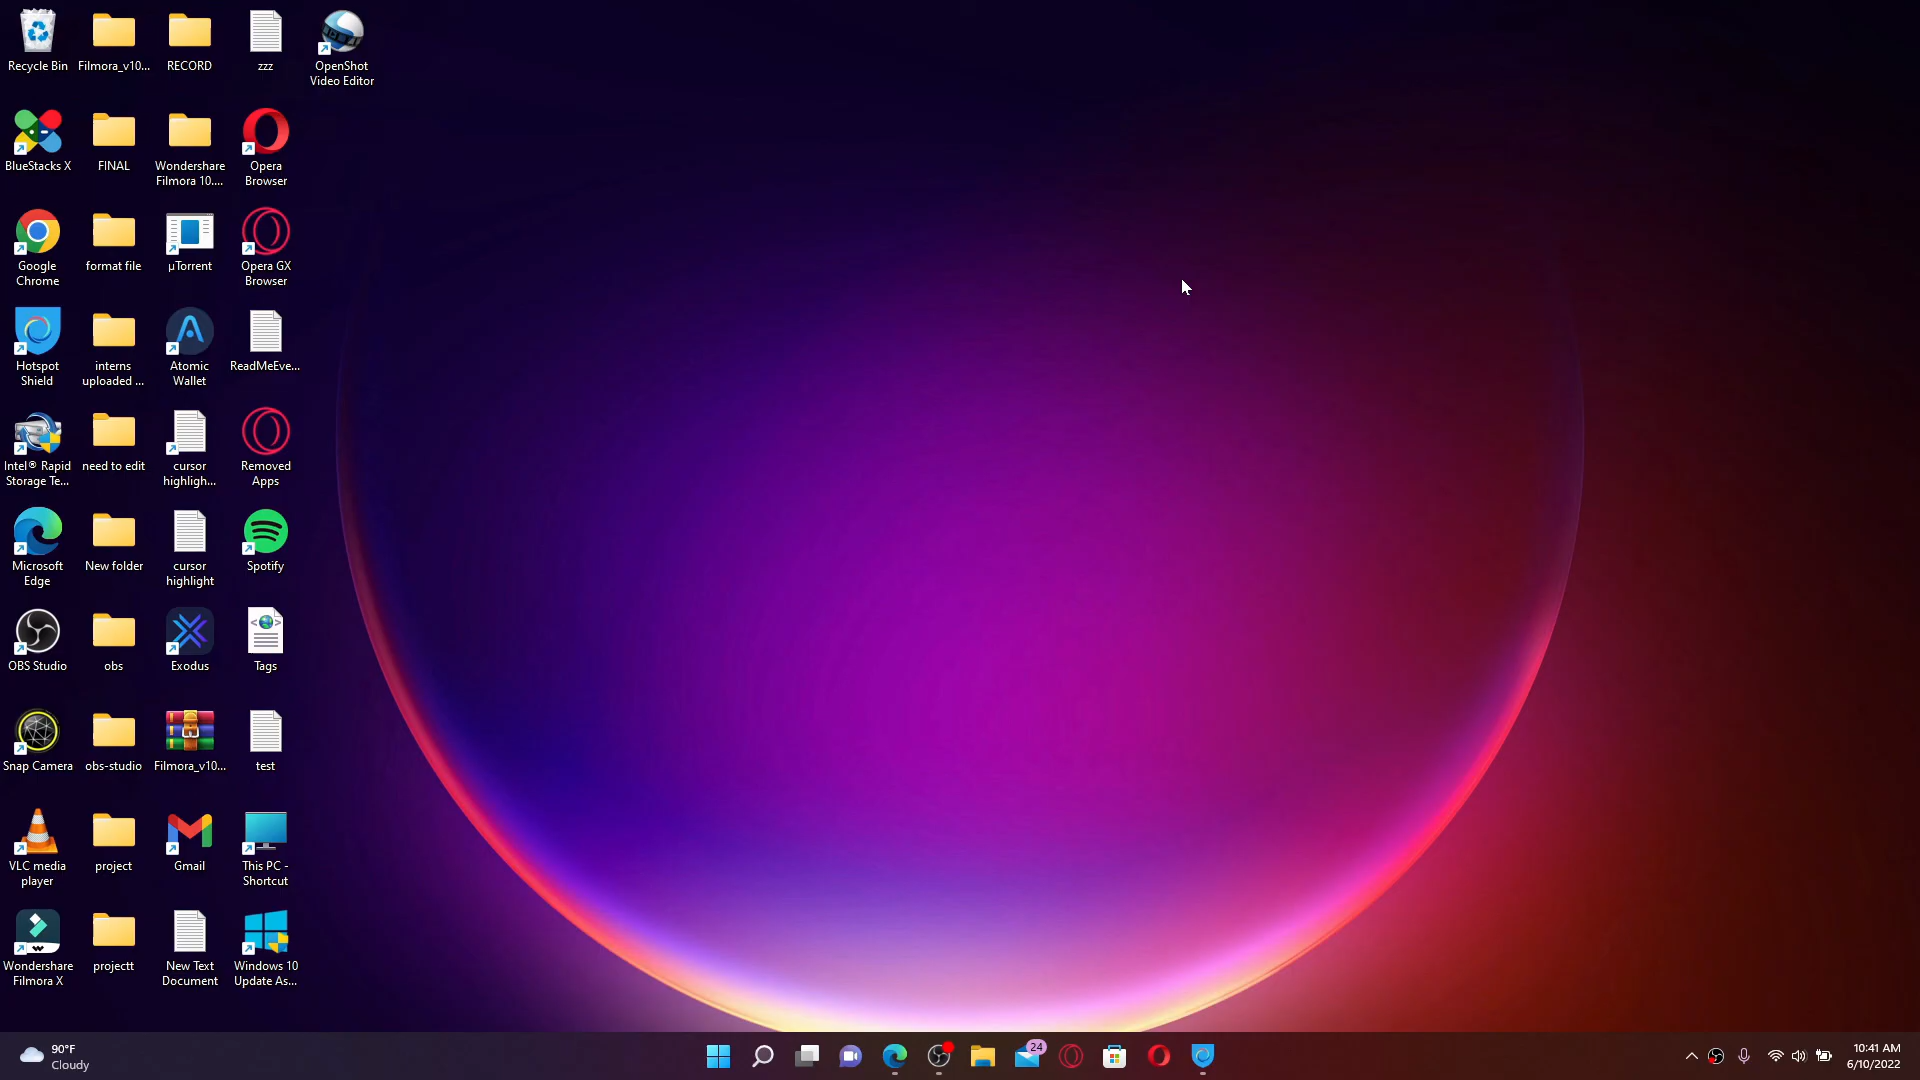 Recycle Bin
Filmora_v10...
RECORD
zzz
OpenShot
Video Editor
BlueStacks X
FINAL
Wondershare
Filmora 10....
Opera
Browser
Google
Chrome
format file
µTorrent
Opera GX
Browser
Hotspot
Shield
interns
uploaded ...
Atomic
Wallet
ReadMeEve...
Intel® Rapid
Storage Te...
need to edit
cursor
highligh...
Removed
Apps
Microsoft
Edge
New folder
cursor
highlight
Spotify
OBS Studio
obs
Exodus
Tags
Snap Camera
obs-studio
Filmora_v10...
test
VLC media
player
project
Gmail
This PC -
Shortcut
Wondershare
Filmora X
projectt
New Text
Document
Windows 10
Update As...
90°F
Cloudy
24
10:41 AM
6/10/2022